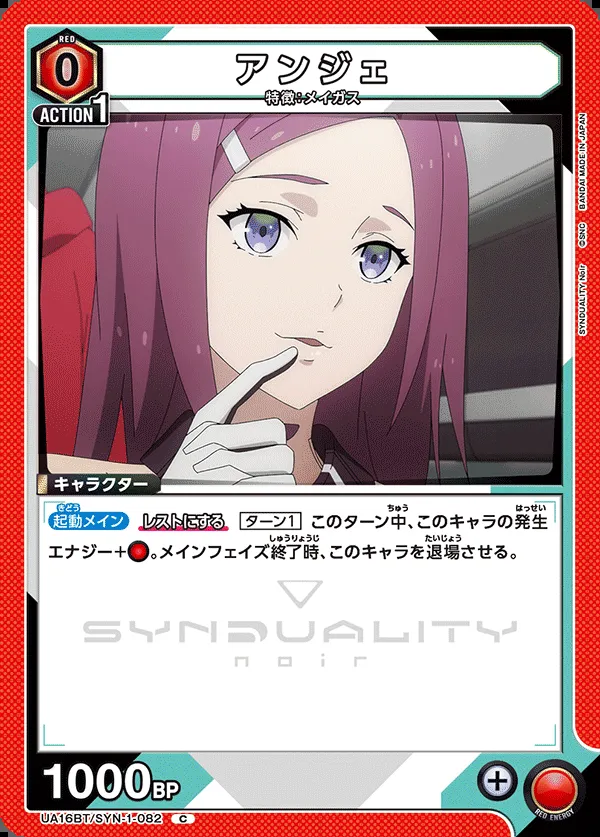 RED
0
アンジェ
特徴:メイガス
ACTION 1
©SNC BANDAI MADE IN JAPAN
SYNDUALITY Noir
キャラクター
起動メイン レストにする ターン1 このターン中、このキャラの発生
エナジー+ 。メインフェイズ終了時、このキャラを退場させる。
SYNDUALITY
noir
1000BP
+
RED ENERGY
UA16BT/SYN-1-082 C